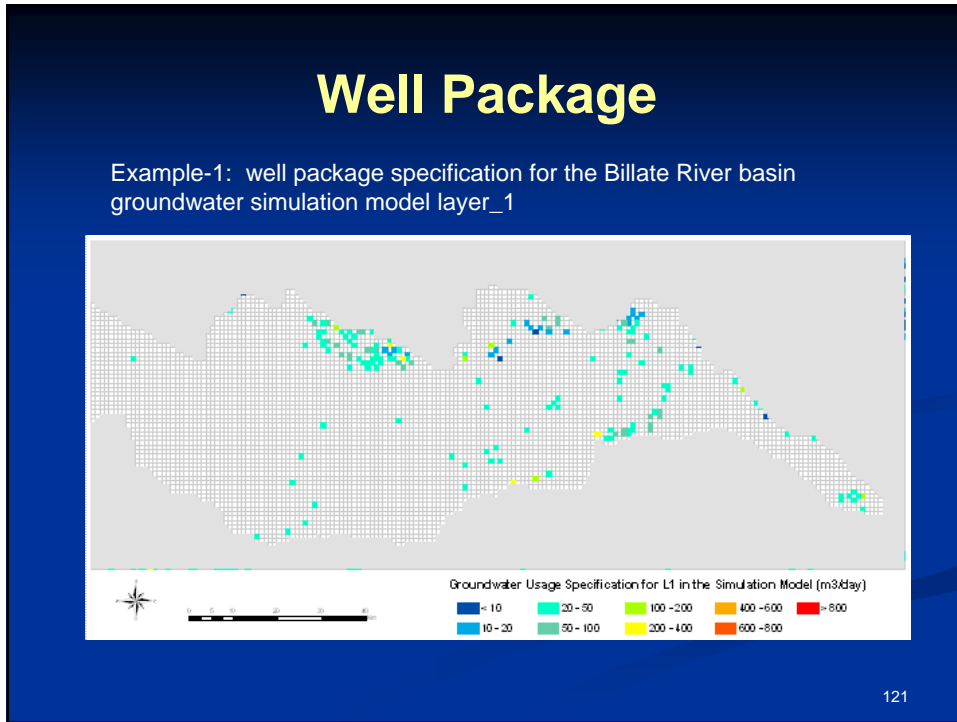 Well Package
Example-1: well package specification for the Billate River basin
groundwater simulation model layer_1
Groundwater Usage Specification for L1 in the Simulation Model (m3/day)
< 10
20 - 50
100 -200
400 -600
> 800
10 - 20
50 - 100
200 -400
600 -800
0 5 10 20 30 40
121